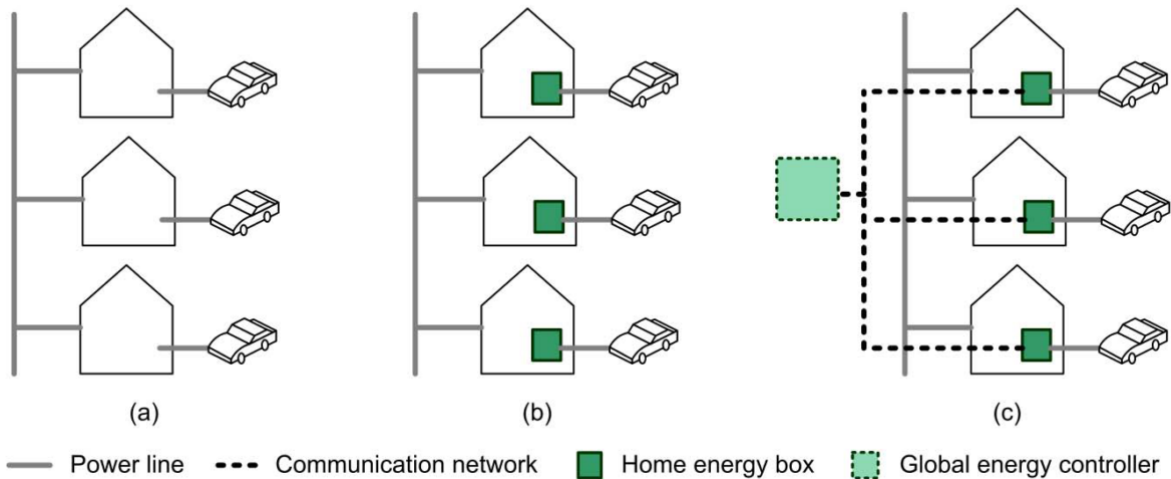 (a)
(b)
(c)
Power line
Communication network
Home energy box
Global energy controller